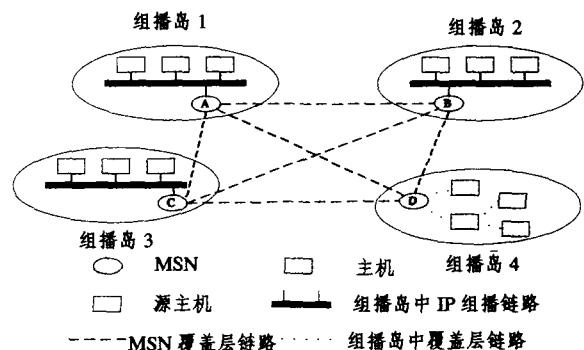 组播岛 1
组播岛 2
A
B
C
D
组播岛 3
组播岛 4
MSN
主机
源主机
组播岛中 IP 组播链路
MSN 覆盖层链路
组播岛中覆盖层链路